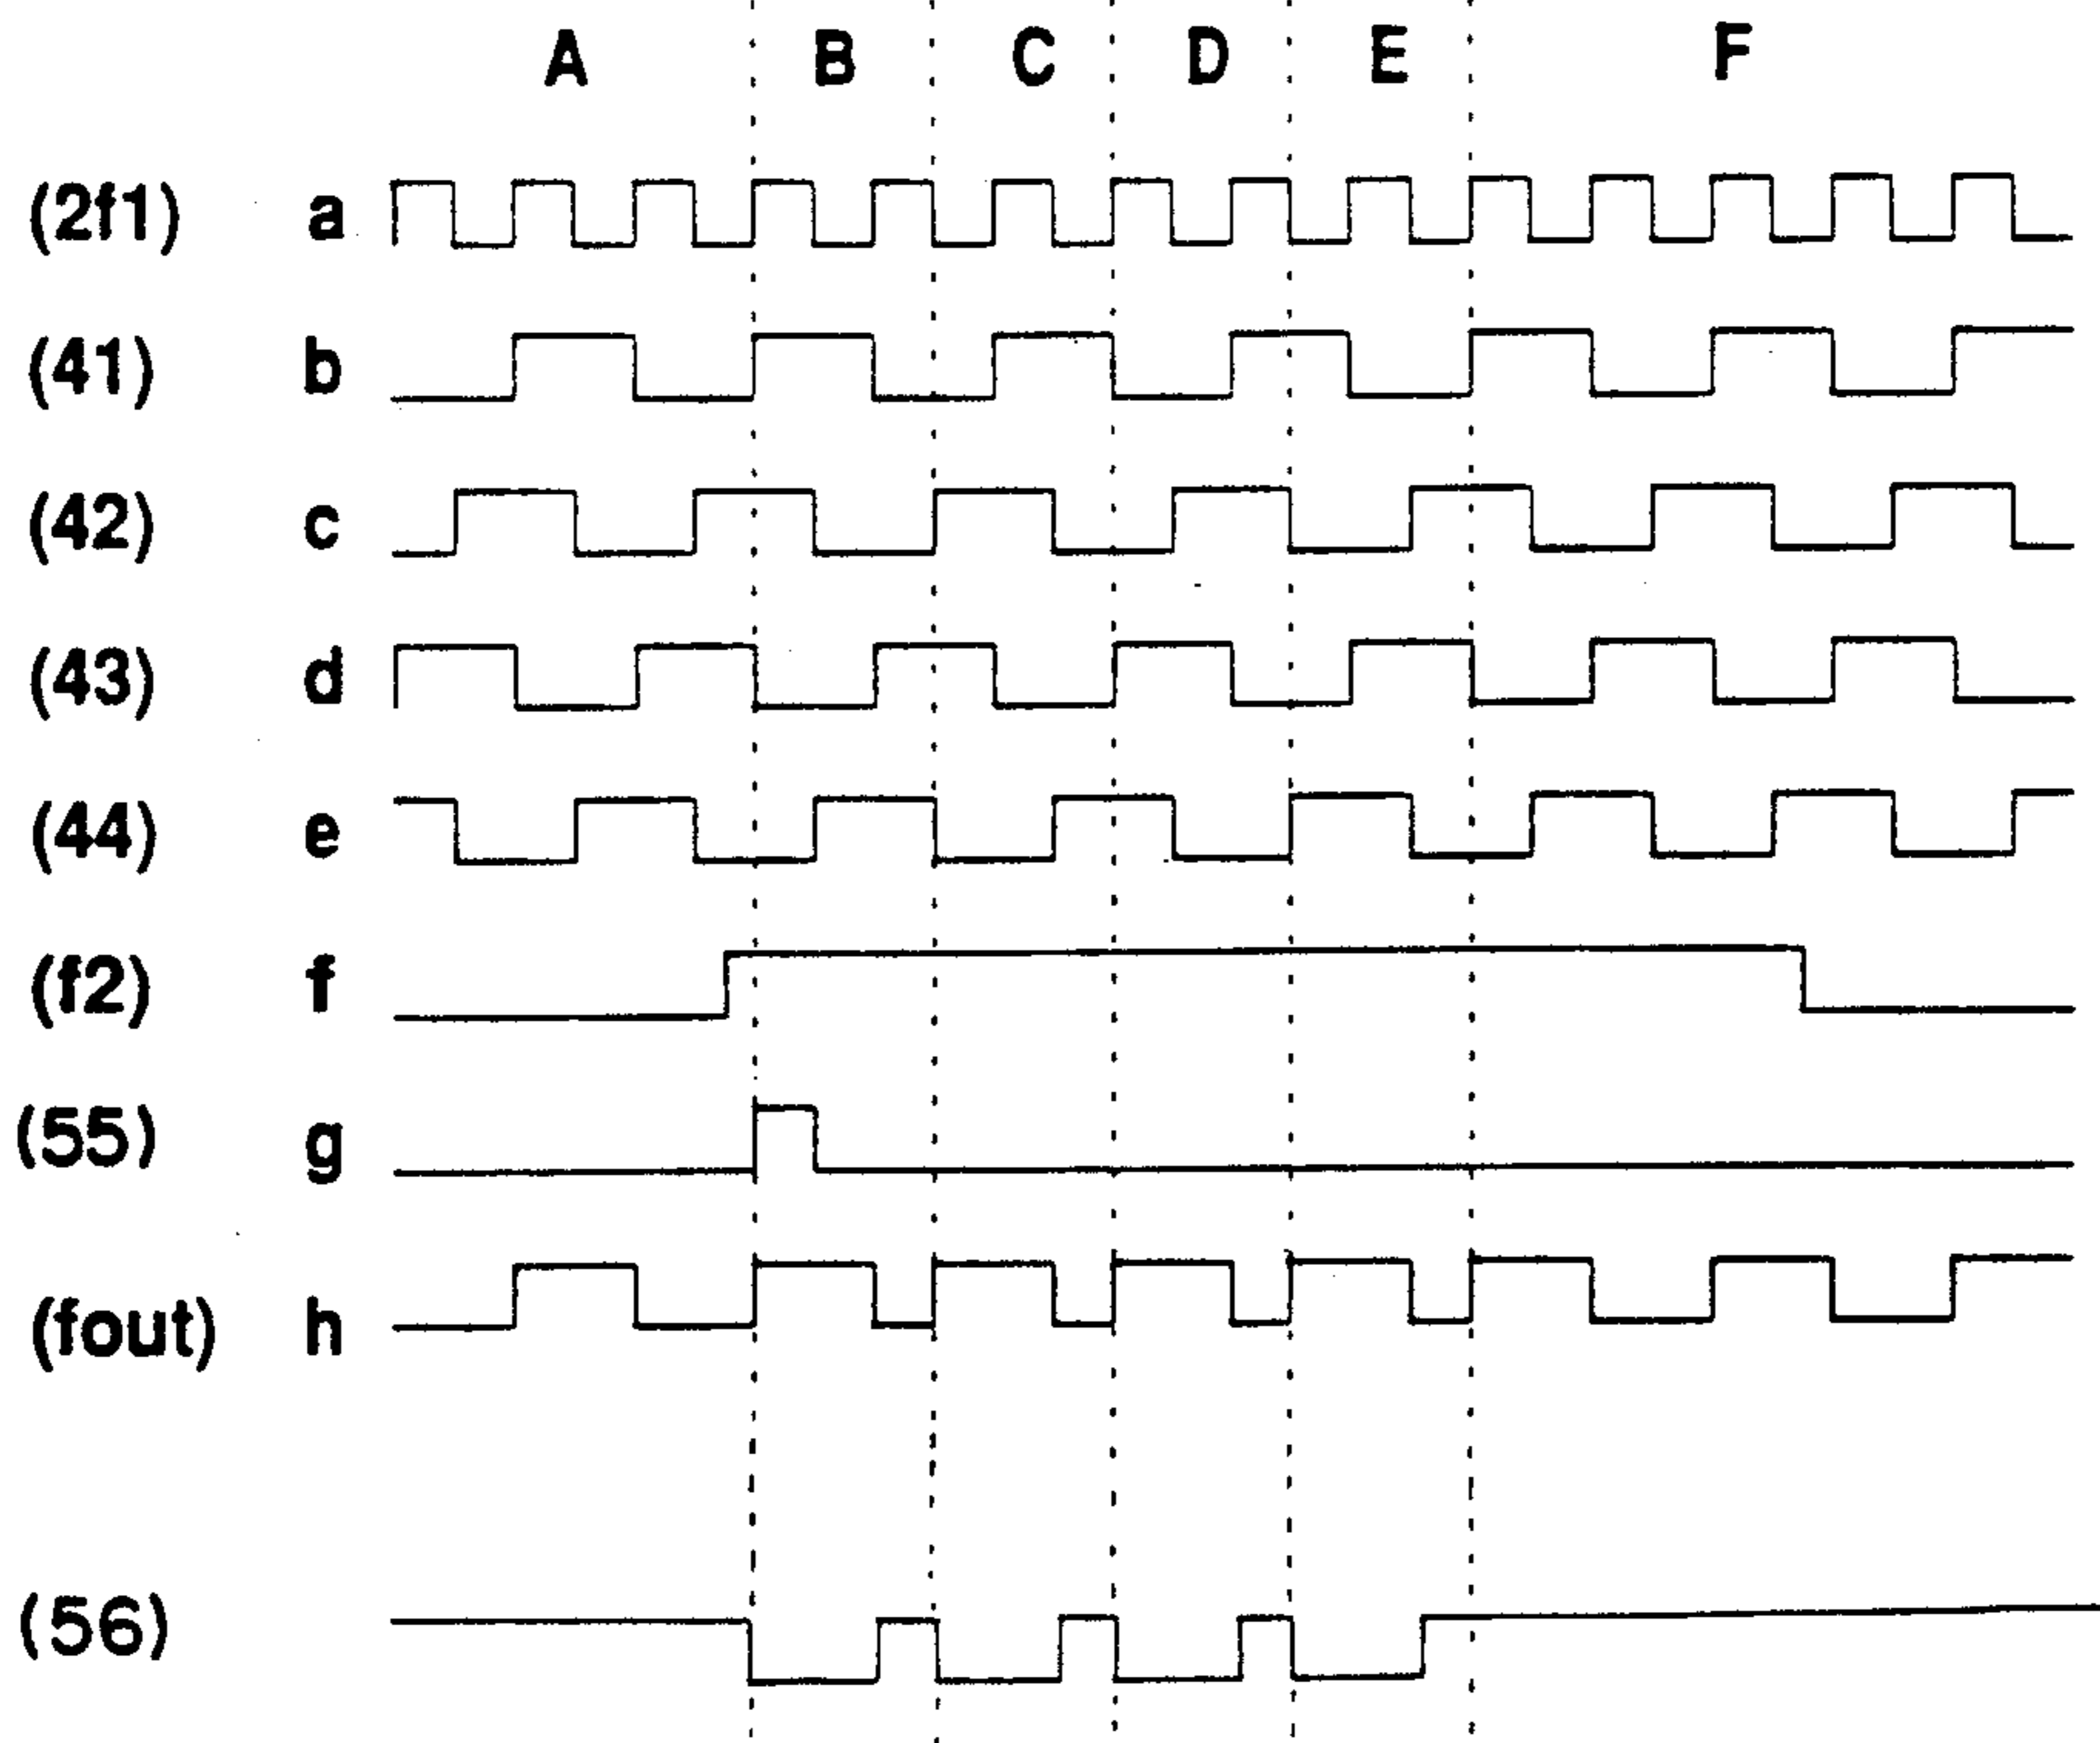 A B C D E F
(2f1) a
(41) b
(42) c
(43) d
(44) e
(f2) f
(55) g
(fout) h
(56)